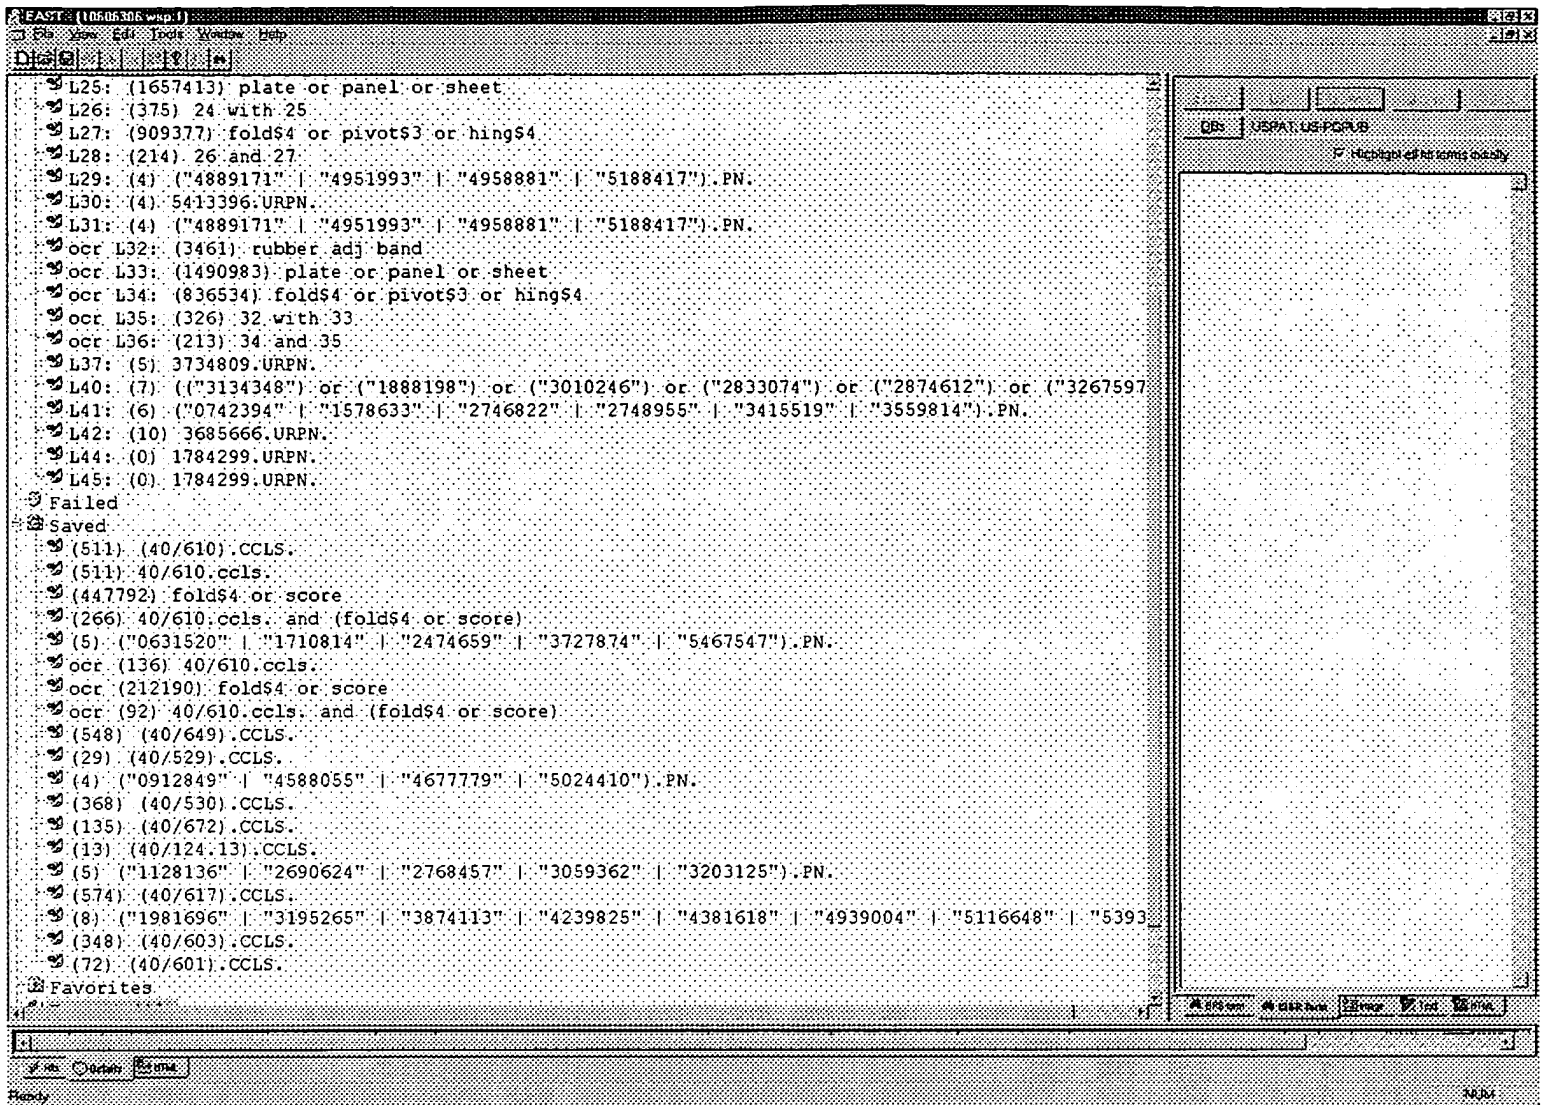 EAST - [10606306.wsp:1]
File View Edit Tools Window Help
L25: (1657413) plate or panel or sheet
L26: (375) 24 with 25
L27: (909377) fold$4 or pivot$3 or hing$4
L28: (214) 26 and 27
L29: (4) ("4889171" | "4951993" | "4958881" | "5188417").PN.
L30: (4) 5413396.URPN.
L31: (4) ("4889171" | "4951993" | "4958881" | "5188417").PN.
ocr L32: (3461) rubber adj band
ocr L33: (1490983) plate or panel or sheet
ocr L34: (836534) fold$4 or pivot$3 or hing$4
ocr L35: (326) 32 with 33
ocr L36: (213) 34 and 35
L37: (5) 3734809.URPN.
L40: (7) (("3134348") or ("1888198") or ("3010246") or ("2833074") or ("2874612") or ("3267597
L41: (6) ("0742394" | "1578633" | "2746822" | "2748955" | "3415519" | "3559814").PN.
L42: (10) 3685666.URPN.
L44: (0) 1784299.URPN.
L45: (0) 1784299.URPN.
Failed
Saved
(511) (40/610).CCLS.
(511) 40/610.ccls.
(447792) fold$4 or score
(266) 40/610.ccls. and (fold$4 or score)
(5) ("0631520" | "1710814" | "2474659" | "3727874" | "5467547").PN.
ocr (136) 40/610.ccls.
ocr (212190) fold$4 or score
ocr (92) 40/610.ccls. and (fold$4 or score)
(548) (40/649).CCLS.
(29) (40/529).CCLS.
(4) ("0912849" | "4588055" | "4677779" | "5024410").PN.
(368) (40/530).CCLS.
(135) (40/672).CCLS.
(13) (40/124.13).CCLS.
(5) ("1128136" | "2690624" | "2768457" | "3059362" | "3203125").PN.
(574) (40/617).CCLS.
(8) ("1981696" | "3195265" | "3874113" | "4239825" | "4381618" | "4939004" | "5116648" | "5393
(348) (40/603).CCLS.
(72) (40/601).CCLS.
Favorites
DBs USPAT; US-PGPUB
Highlight all hit terms initially
Image Text HTML
Hits Details HTML
Ready
NUM